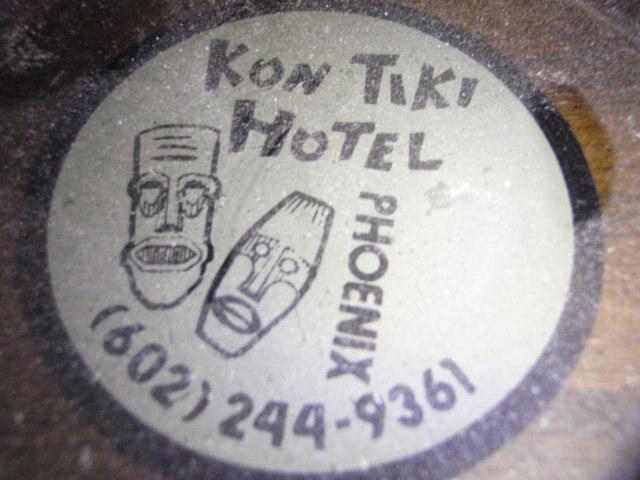 KON TIKI
HOTEL
PHOENIX
(602) 244-9361